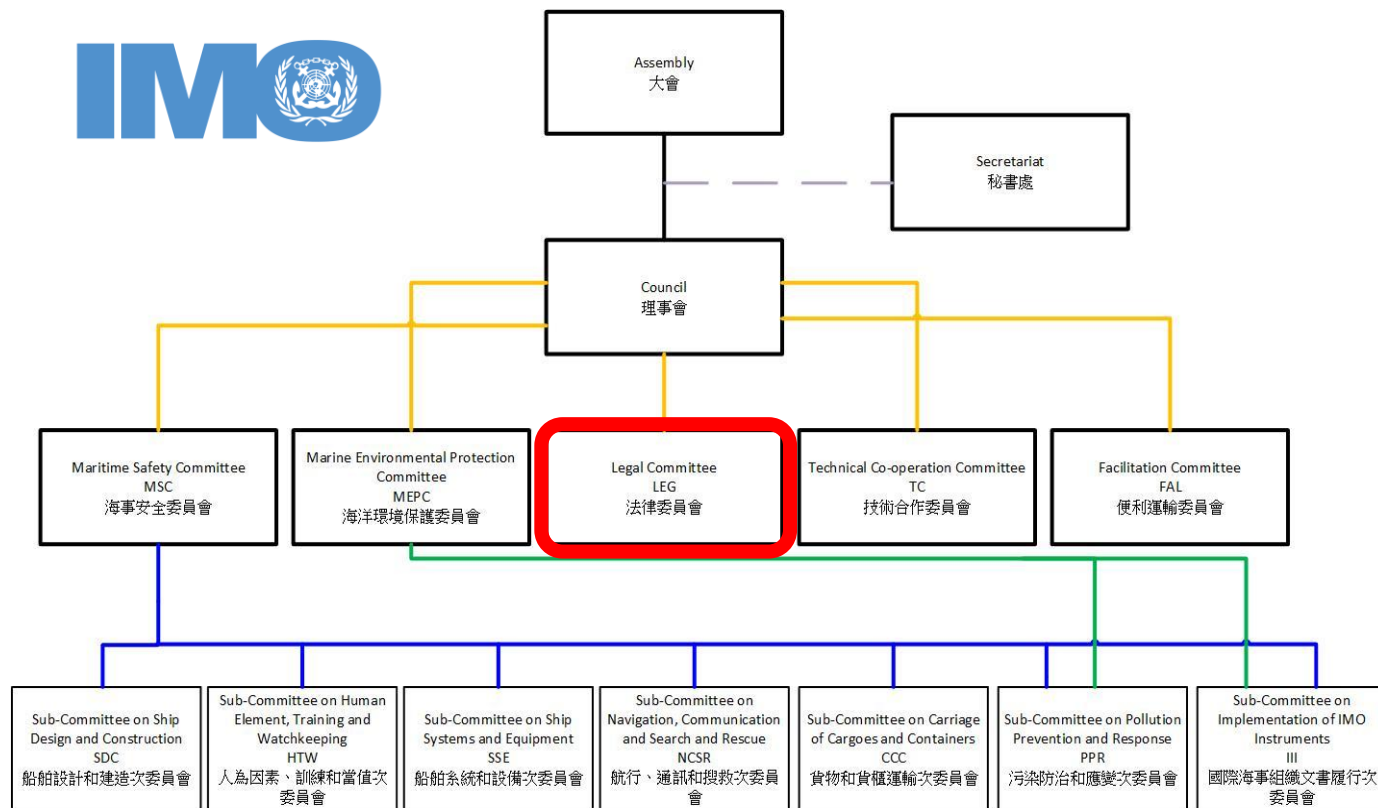 IMO
Assembly
大會
Secretariat
秘書處
Council
理事會
Maritime Safety Committee
MSC
海事安全委員會
Marine Environmental Protection
Committee
MEPC
海洋環境保護委員會
Legal Committee
LEG
法律委員會
Technical Co-operation Committee
TC
技術合作委員會
Facilitation Committee
FAL
便利運輸委員會
Sub-Committee on Ship
Design and Construction
SDC
船舶設計和建造次委員會
Sub-Committee on Human
Element, Training and
Watchkeeping
HTW
人為因素、訓練和當值次
委員會
Sub-Committee on Ship
Systems and Equipment
SSE
船舶系統和設備次委員會
Sub-Committee on
Navigation, Communication
and Search and Rescue
NCSR
航行、通訊和搜救次委員
會
Sub-Committee on Carriage
of Cargoes and Containers
CCC
貨物和貨櫃運輸次委員會
Sub-Committee on Pollution
Prevention and Response
PPR
污染防治和應變次委員會
Sub-Committee on
Implementation of IMO
Instruments
III
國際海事組織文書履行次
委員會